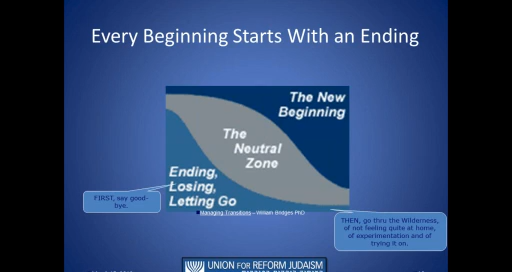 Every Beginning Starts With an Ending
The New
Beginning
The
Neutral
Zone
Ending,
Losing,
Letting Go
Managing Transitions – William Bridges PhD
FIRST, say good-
bye.
THEN, go thru the Wilderness,
of not feeling quite at home,
of experimentation and of
trying it on.
UNION FOR REFORM JUDAISM